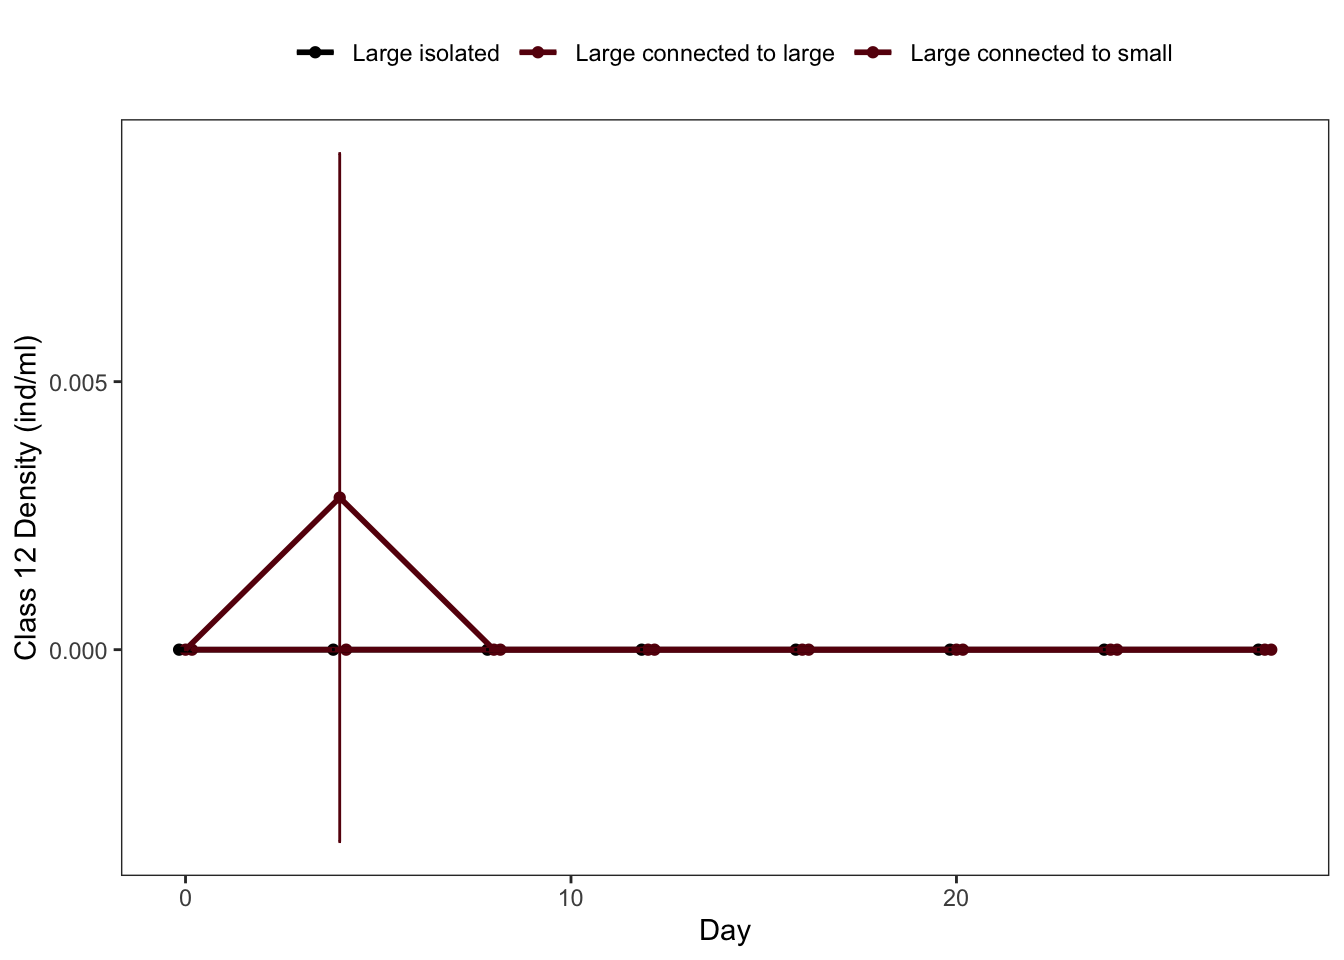 Large isolated Large connected to large Large connected to small
Class 12 Density (ind/ml)
0.005
0.000
0 10 20
Day